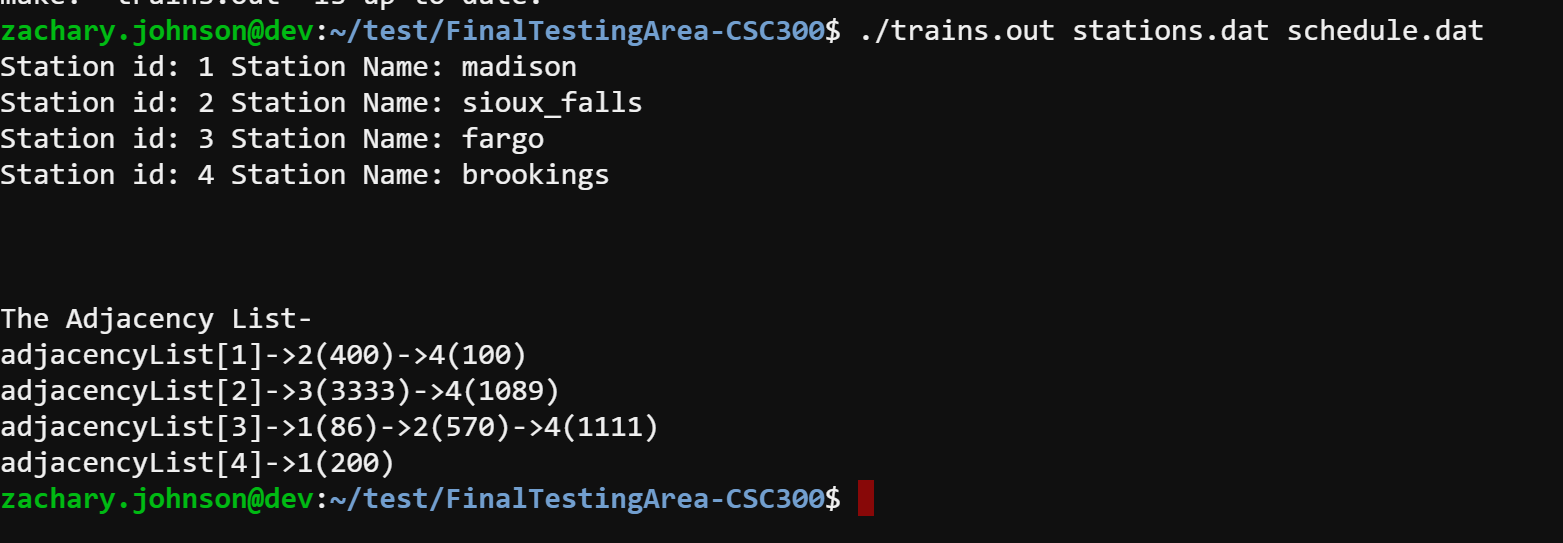 make: 'trains.out' is up to date.
zachary.johnson@dev:~/test/FinalTestingArea-CSC300$ ./trains.out stations.dat schedule.dat
Station id: 1 Station Name: madison
Station id: 2 Station Name: sioux_falls
Station id: 3 Station Name: fargo
Station id: 4 Station Name: brookings
The Adjacency List-
adjacencyList[1]->2(400)->4(100)
adjacencyList[2]->3(3333)->4(1089)
adjacencyList[3]->1(86)->2(570)->4(1111)
adjacencyList[4]->1(200)
zachary.johnson@dev:~/test/FinalTestingArea-CSC300$